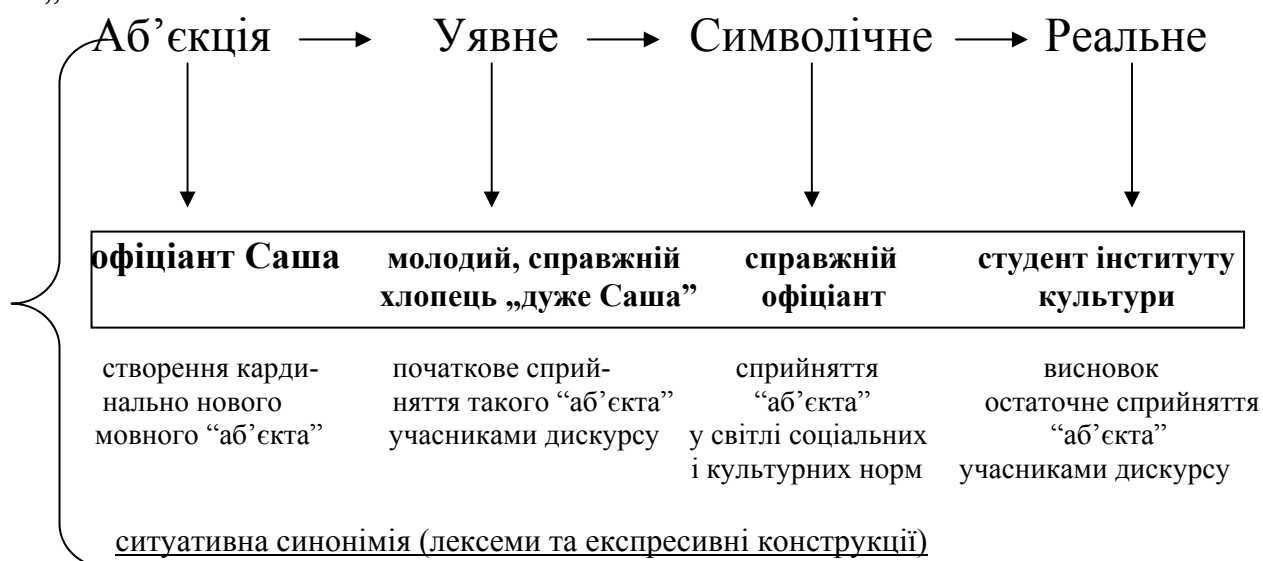 Аб’єкція Уявне Символічне Реальне
офіціант Саша
молодий, справжній
хлопець „дуже Саша”
справжній
офіціант
студент інституту
культури
створення карди-
нально нового
мовного “аб’єкта”
початкове сприй-
няття такого “аб’єкта”
учасниками дискурсу
сприйняття
“аб’єкта”
у світлі соціальних
і культурних норм
висновок
остаточне сприйняття
“аб’єкта”
учасниками дискурсу
ситуативна синонімія (лексеми та експресивні конструкції)